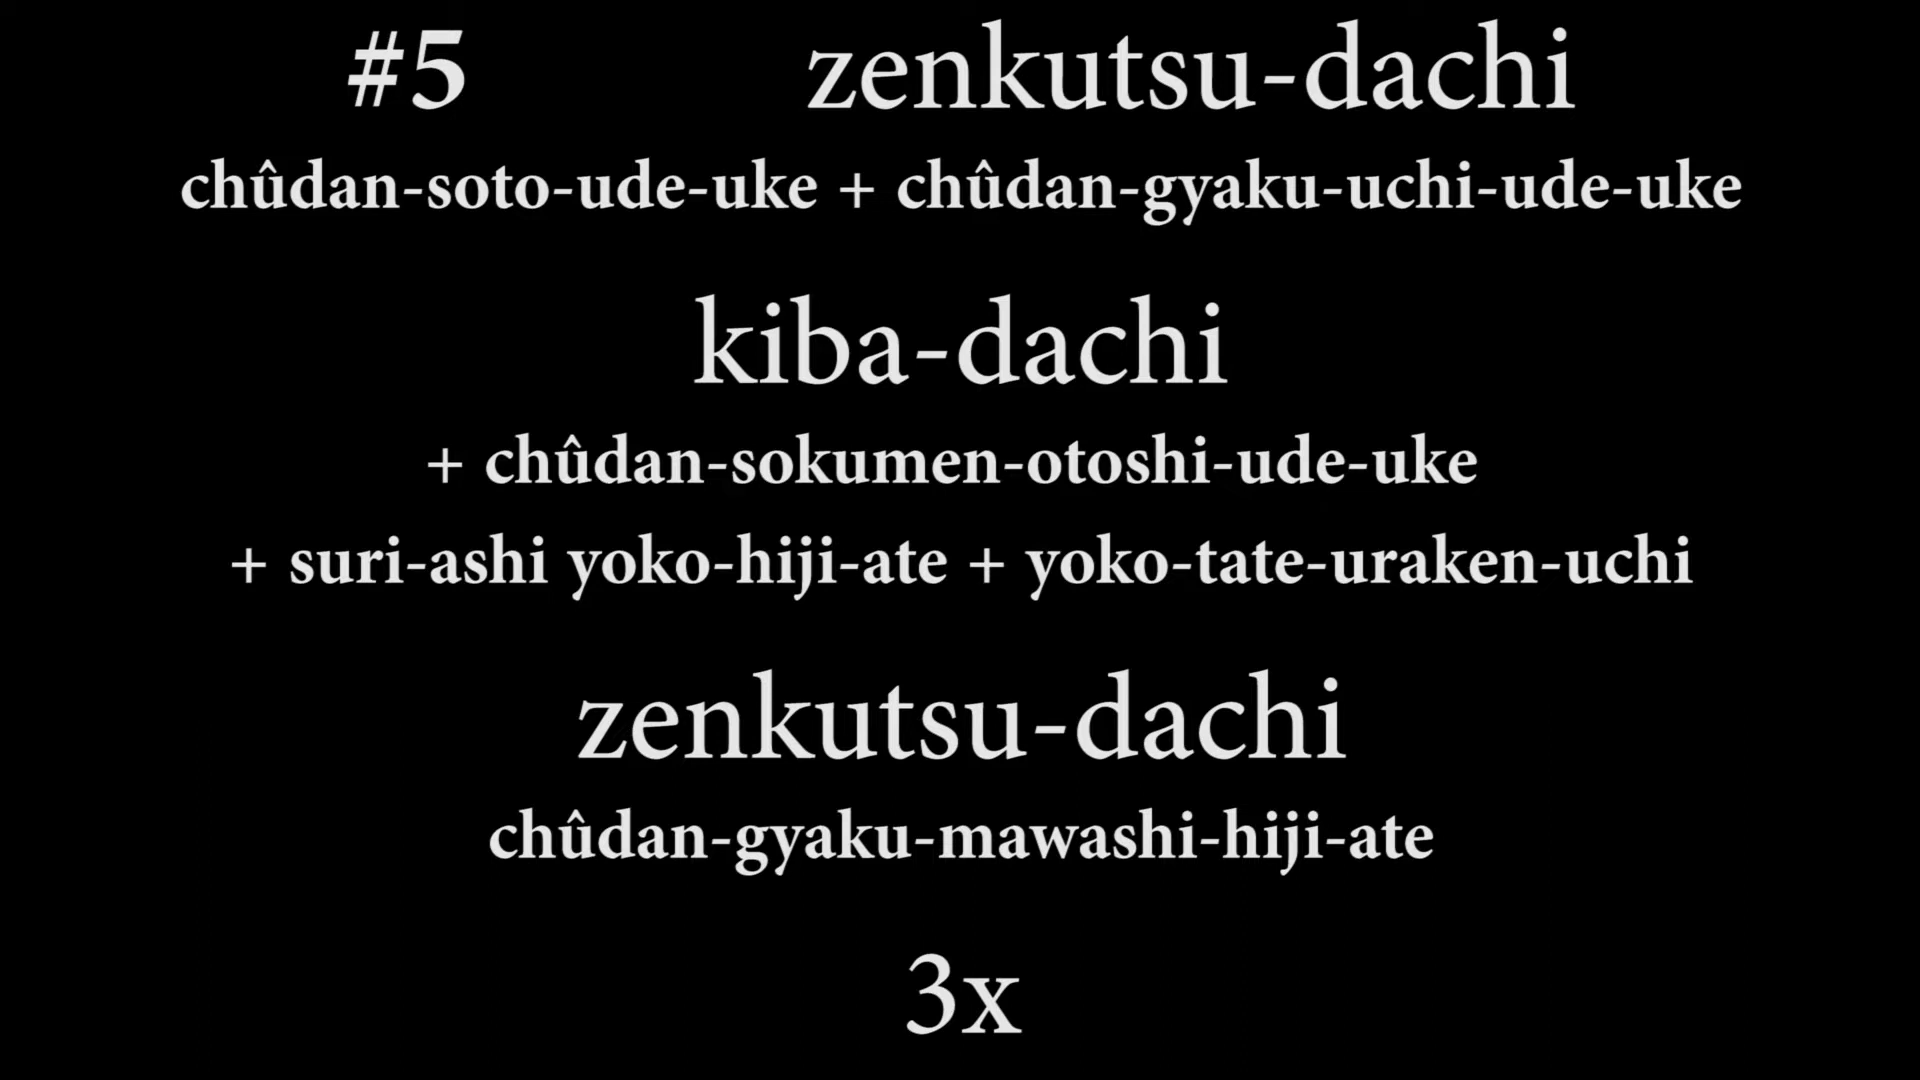 #5 zenkutsu-dachi
chûdan-soto-ude-uke + chûdan-gyaku-uchi-ude-uke
kiba-dachi
+ chûdan-sokumen-otoshi-ude-uke
+ suri-ashi yoko-hiji-ate + yoko-tate-uraken-uchi
zenkutsu-dachi
chûdan-gyaku-mawashi-hiji-ate
3x